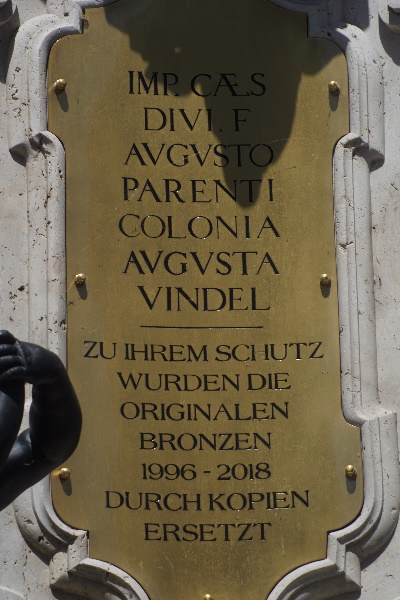 IMP. CÆS
DIVI. F
AVGVSTO
PARENTI
COLONIA
AVGVSTA
VINDEL
ZU IHREM SCHUTZ
WURDEN DIE
ORIGINALEN
BRONZEN
1996 - 2018
DURCH KOPIEN
ERSETZT